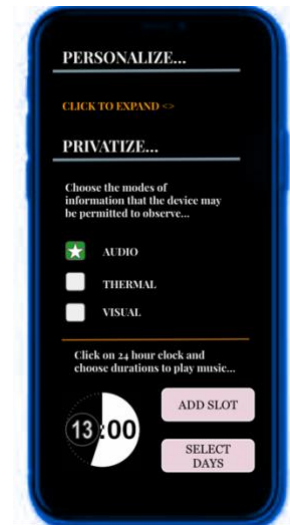 PERSONALIZE...
CLICK TO EXPAND <>
PRIVATIZE...
Choose the modes of
information that the device may
be permitted to observe...
AUDIO
THERMAL
VISUAL
Click on 24 hour clock and
choose durations to play music...
13:00
ADD SLOT
SELECT
DAYS